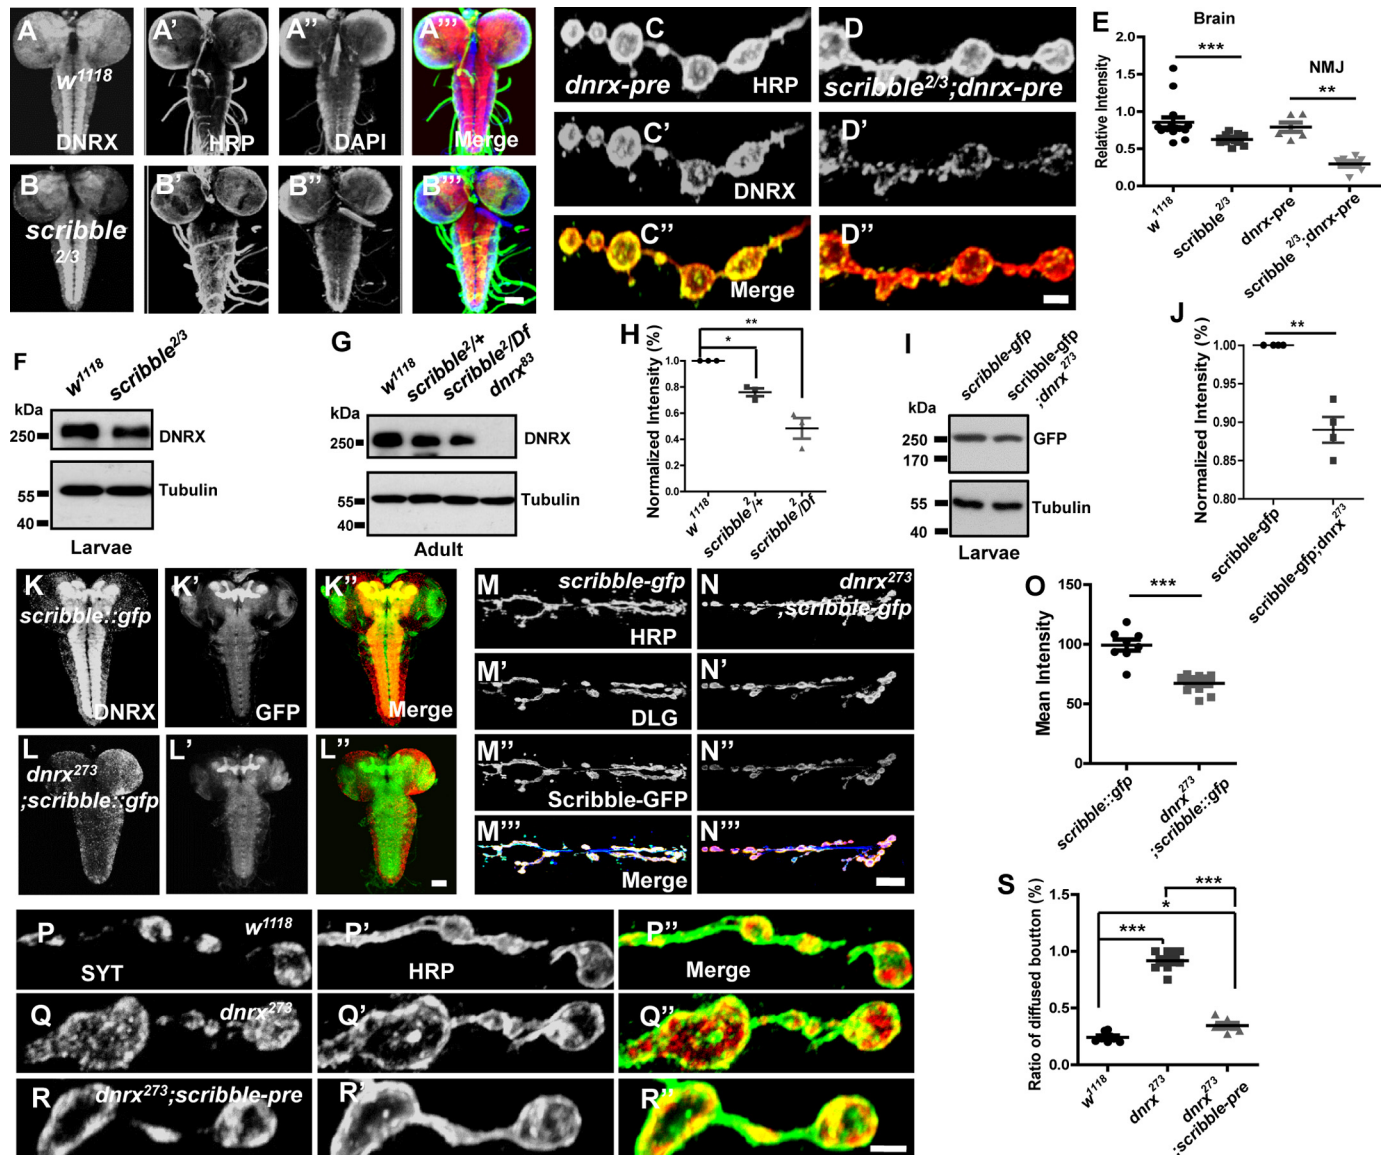 A
w1118
DNRX
A'
HRP
A''
DAPI
A'''
Merge
B
scribble
2/3
B'
B''
B'''
C
dnrx-pre
HRP
C'
DNRX
C''
Merge
D
scribble2/3;dnrx-pre
D'
D''
E
Brain
NMJ
***
**
Relative Intensity
2.0
1.5
1.0
0.5
0.0
w1118
scribble2/3
dnrx-pre
scribble2/3;dnrx-pre
F
w1118
scribble2/3
kDa
250
DNRX
55
Tubulin
40
Larvae
G
w1118
scribble2/+
scribble2/Df
dnrx83
kDa
250
DNRX
55
Tubulin
40
Adult
H
**
*
Normalized Intensity (%)
1.0
0.8
0.6
0.4
0.2
0.0
w1118
scribble2/+
scribble2/Df
I
scribble-gfp
scribble-gfp
;dnrx273
kDa
250
GFP
170
55
Tubulin
40
Larvae
J
**
Normalized Intensity (%)
1.00
0.95
0.90
0.85
0.80
scribble-gfp
scribble-gfp;dnrx273
K
scribble::gfp
DNRX
K'
GFP
K''
Merge
L
dnrx273
;scribble::gfp
L'
L''
M
scribble-gfp
HRP
M'
DLG
M''
Scribble-GFP
M'''
Merge
N
dnrx273
;scribble-gfp
N'
N''
N'''
O
***
Mean Intensity
150
100
50
0
scribble::gfp
dnrx273
;scribble::gfp
P
w1118
SYT
P'
HRP
P''
Merge
Q
dnrx273
Q'
Q''
R
dnrx273;scribble-pre
R'
R''
S
***
*
***
Ratio of diffused boutton (%)
1.5
1.0
0.5
0.0
w1118
dnrx273
dnrx273
;scribble-pre